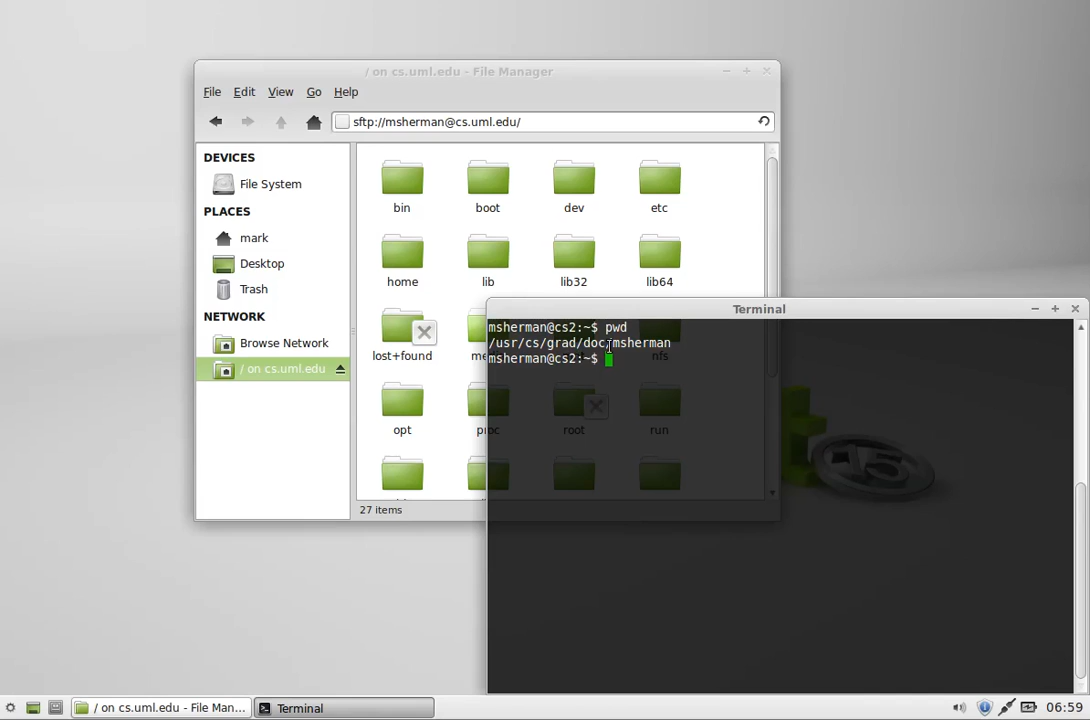 / on cs.uml.edu - File Manager
File Edit View Go Help
sftp://msherman@cs.uml.edu/
DEVICES
File System
PLACES
mark
Desktop
Trash
NETWORK
Browse Network
/ on cs.uml.edu
bin boot dev etc
home lib lib32 lib64
lost+found nfs
opt proc root run
27 items
Terminal
msherman@cs2:~$ pwd
/usr/cs/grad/doc/msherman
msherman@cs2:~$
15
/ on cs.uml.edu - File Man...
Terminal
06:59